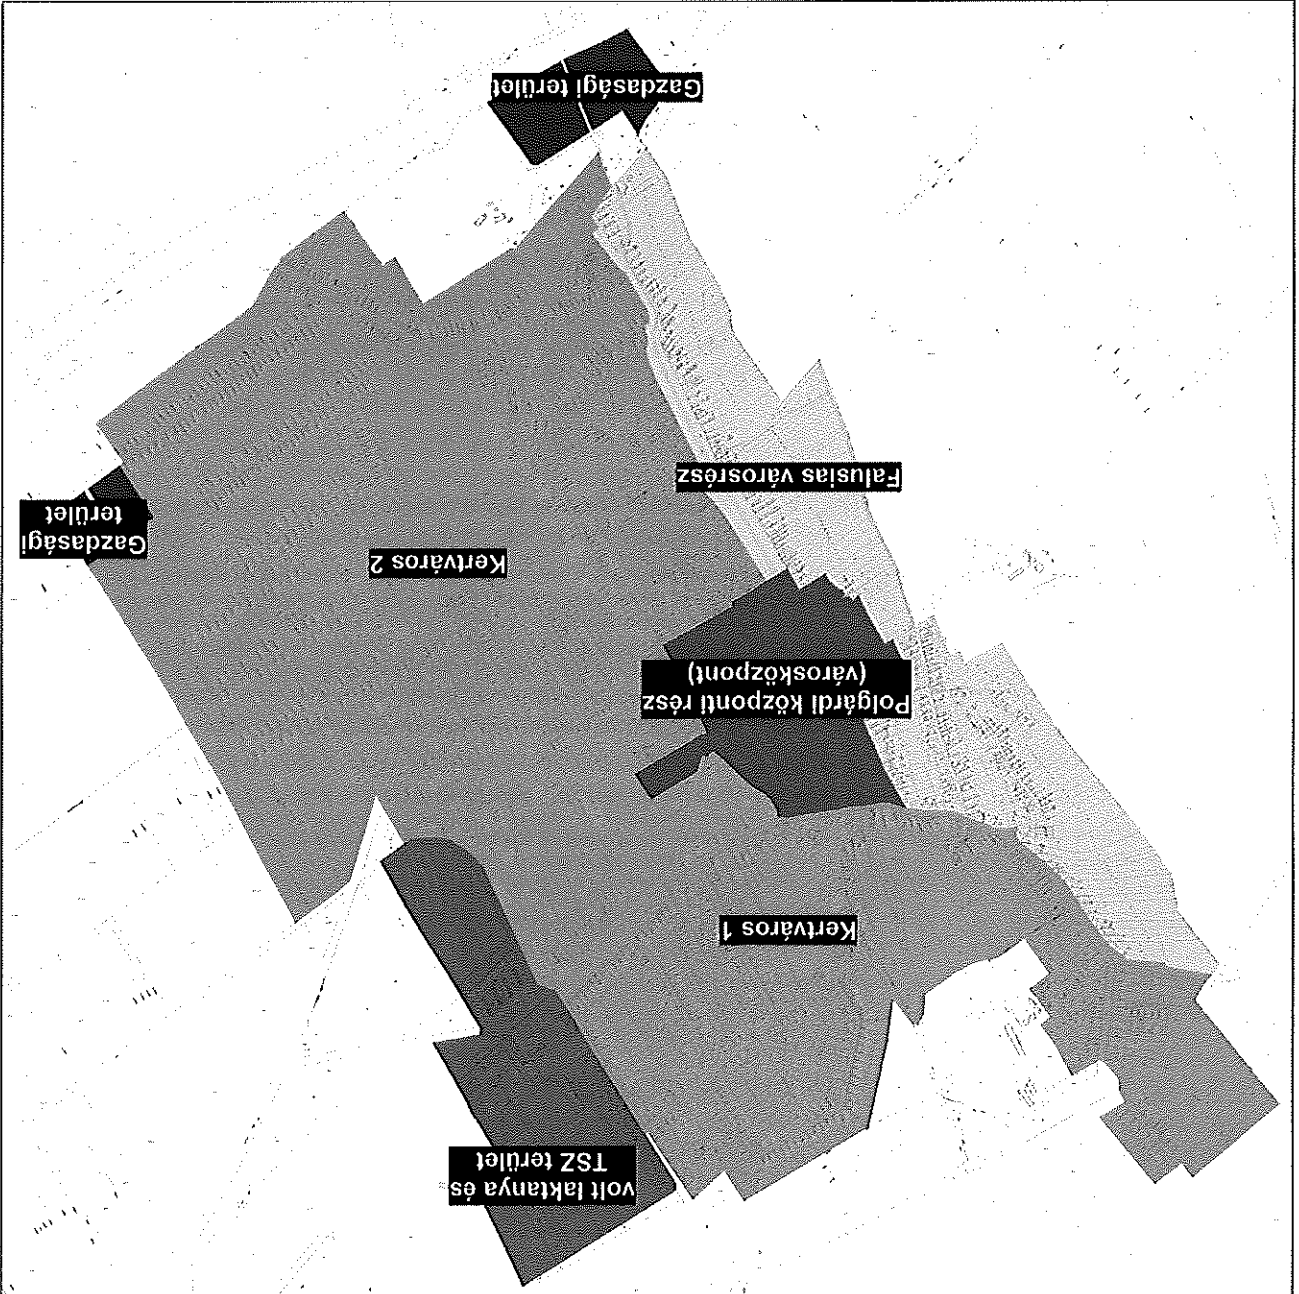 volt laktanya és
TSZ terület
Kertváros 1
Polgárdi központi rész
(városközpont)
Kertváros 2
Gazdasági
terület
Falusias városrész
Gazdasági terület